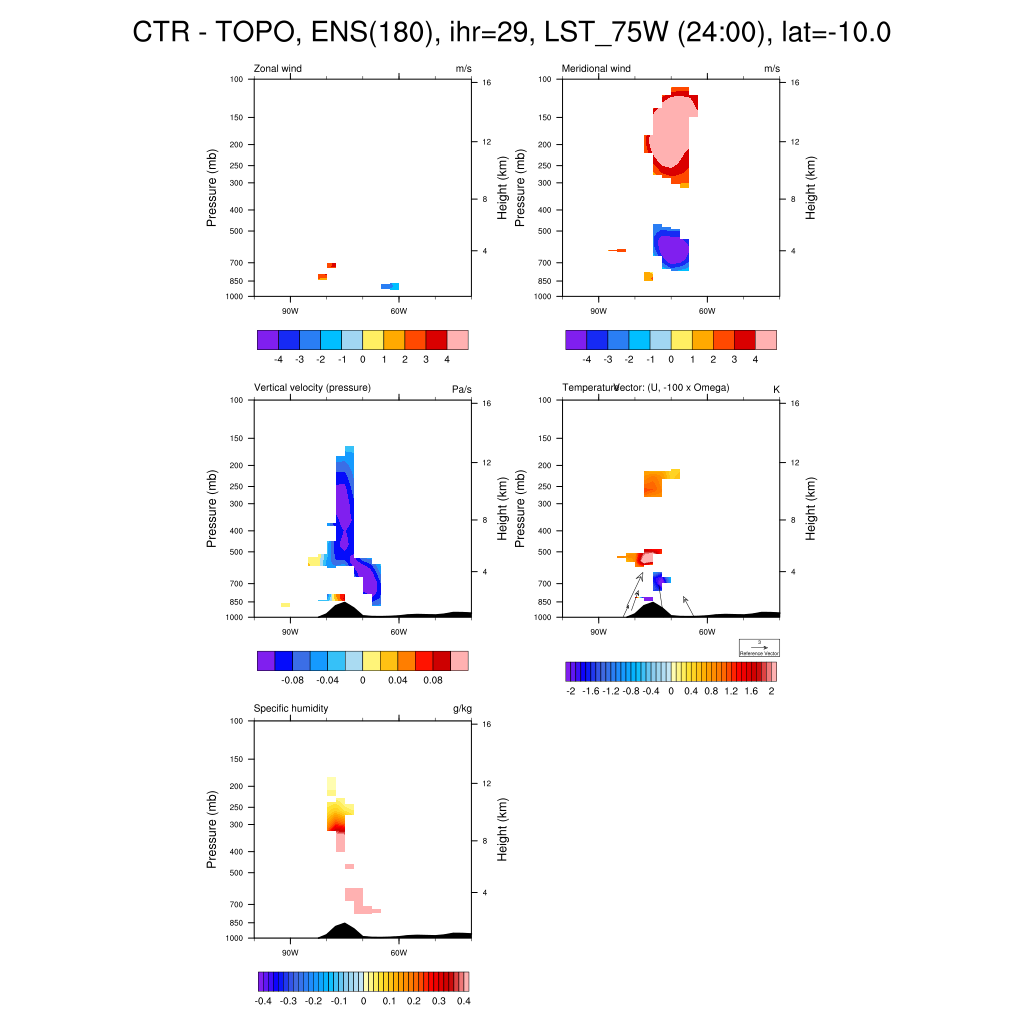 CTR - TOPO, ENS(180), ihr=29, LST_75W (24:00), lat=-10.0
Zonal wind m/s
100
150
200
250
300
400
500
700
850
1000
Pressure (mb)
16
12
8
4
Height (km)
90W 60W
-4 -3 -2 -1 0 1 2 3 4
Meridional wind m/s
100
150
200
250
300
400
500
700
850
1000
Pressure (mb)
16
12
8
4
Height (km)
90W 60W
-4 -3 -2 -1 0 1 2 3 4
Vertical velocity (pressure) Pa/s
100
150
200
250
300
400
500
700
850
1000
Pressure (mb)
16
12
8
4
Height (km)
90W 60W
-0.08 -0.04 0 0.04 0.08
Temperature Vector: (U, -100 x Omega) K
100
150
200
250
300
400
500
700
850
1000
Pressure (mb)
16
12
8
4
Height (km)
90W 60W
3
Reference Vector
-2 -1.6 -1.2 -0.8 -0.4 0 0.4 0.8 1.2 1.6 2
Specific humidity g/kg
100
150
200
250
300
400
500
700
850
1000
Pressure (mb)
16
12
8
4
Height (km)
90W 60W
-0.4 -0.3 -0.2 -0.1 0 0.1 0.2 0.3 0.4